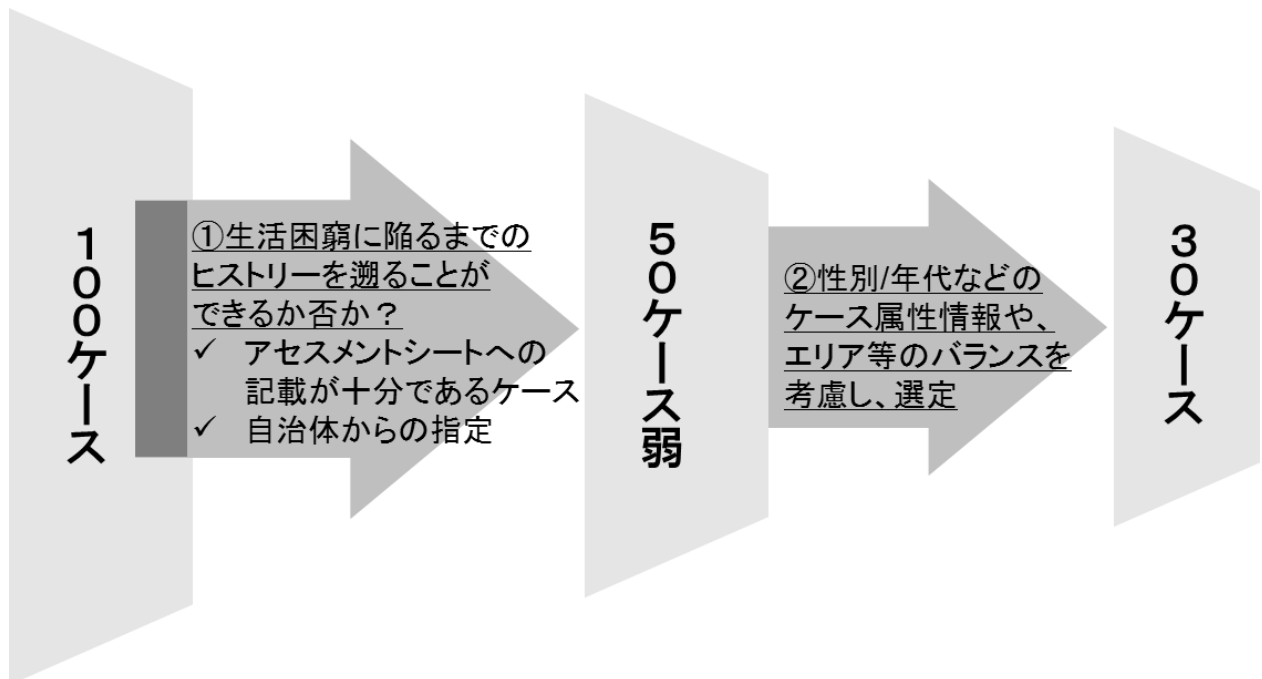 100ケース
①生活困窮に陥るまでの
ヒストリーを遡ることが
できるか否か？
✓ アセスメントシートへの
記載が十分であるケース
✓ 自治体からの指定
50ケース弱
②性別/年代などの
ケース属性情報や、
エリア等のバランスを
考慮し、選定
30ケース